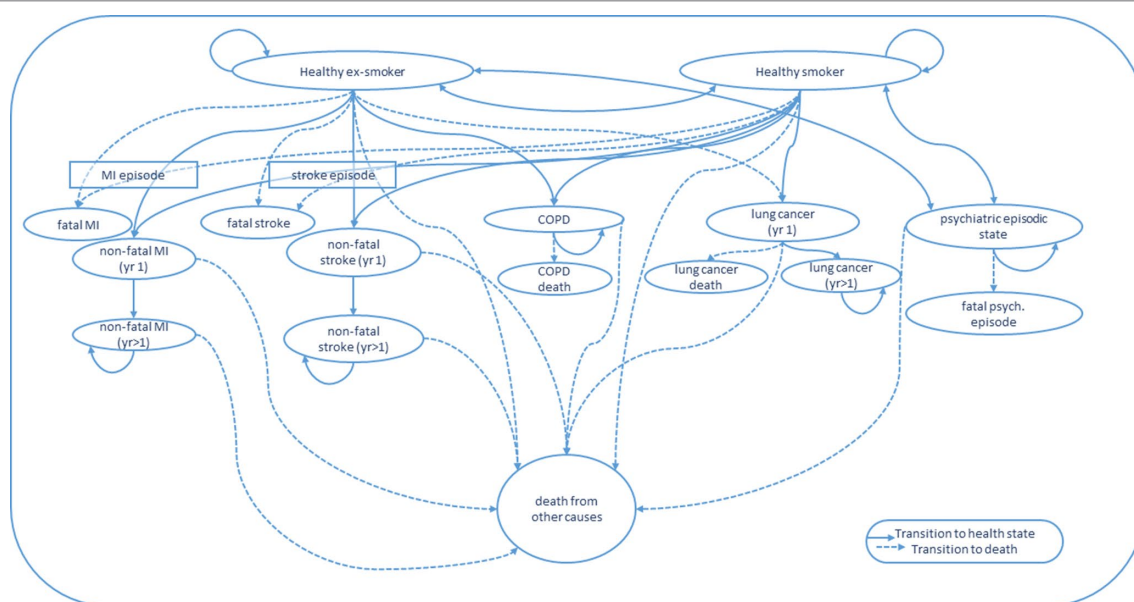 Healthy ex-smoker
Healthy smoker
MI episode
stroke episode
fatal MI
fatal stroke
COPD
lung cancer
(yr 1)
psychiatric episodic
state
non-fatal MI
(yr 1)
non-fatal
stroke (yr 1)
COPD
death
lung cancer
death
lung cancer
(yr>1)
fatal psych.
episode
non-fatal MI
(yr>1)
non-fatal
stroke (yr>1)
death from
other causes
Transition to health state
Transition to death